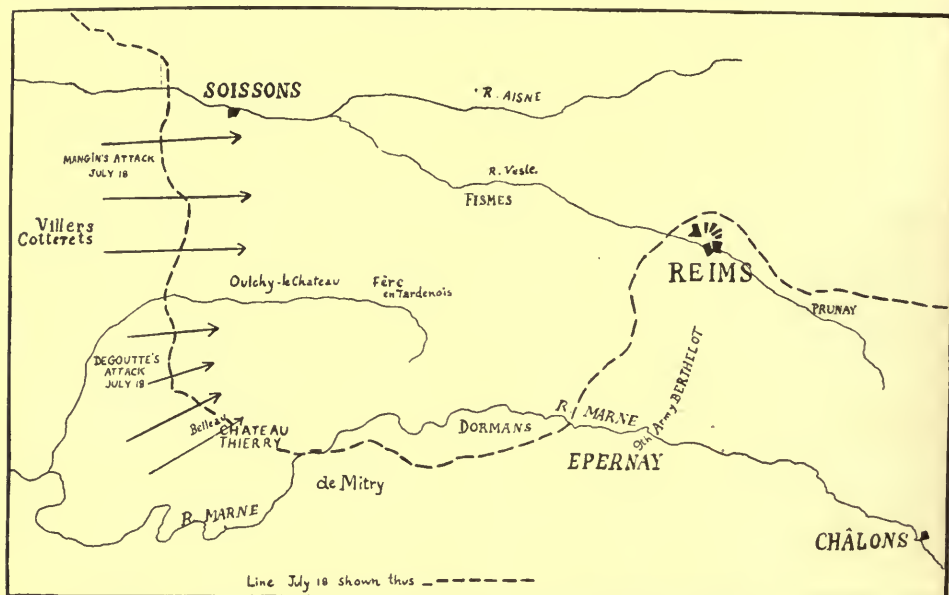 SOISSONS
R. AISNE
MANGIN'S ATTACK
JULY 18
R. Vesle.
FISMES
Villers
Cotterets
REIMS
Oulchy-le-Chateau
Fère
en Tardenois
PRUNAY
DEGOUTTE'S
ATTACK
JULY 18
Belleau
CHATEAU
THIERRY
R. MARNE
DORMANS
9th Army BERTHELOT
EPERNAY
de Mitry
R. MARNE
CHÂLONS
Line July 18 shown thus